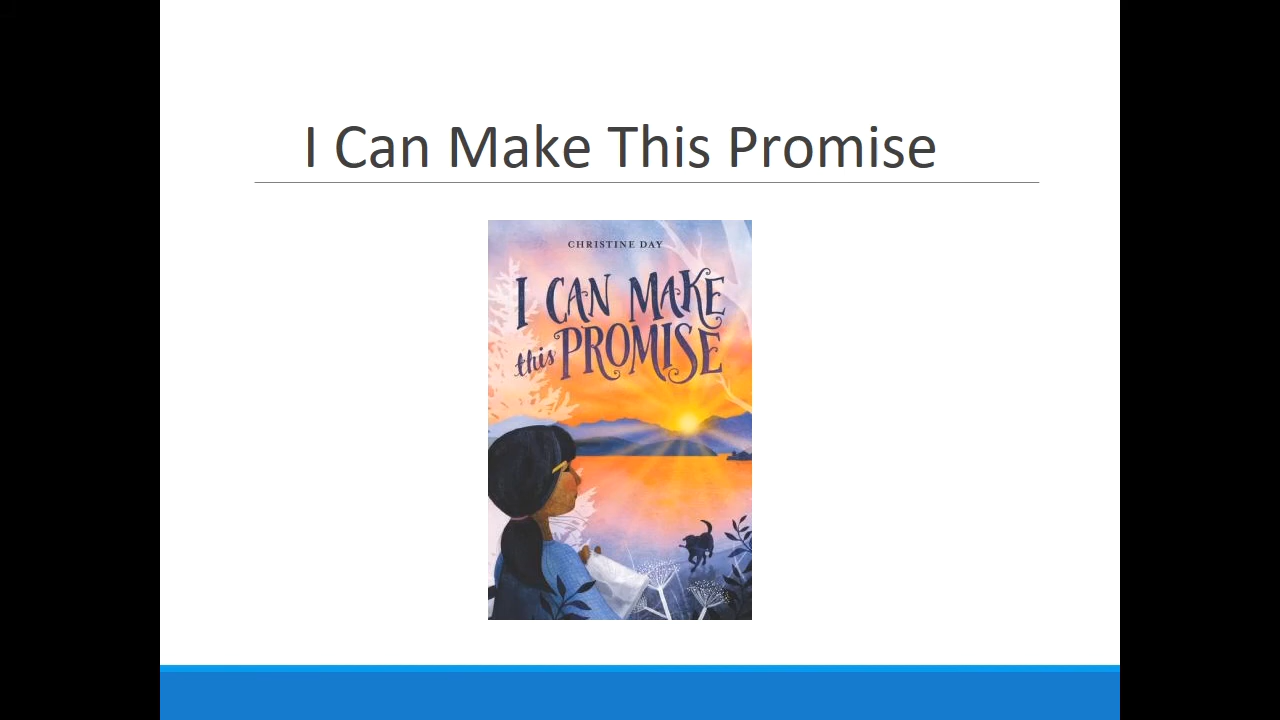 I Can Make This Promise
CHRISTINE DAY
I CAN MAKE
this PROMISE